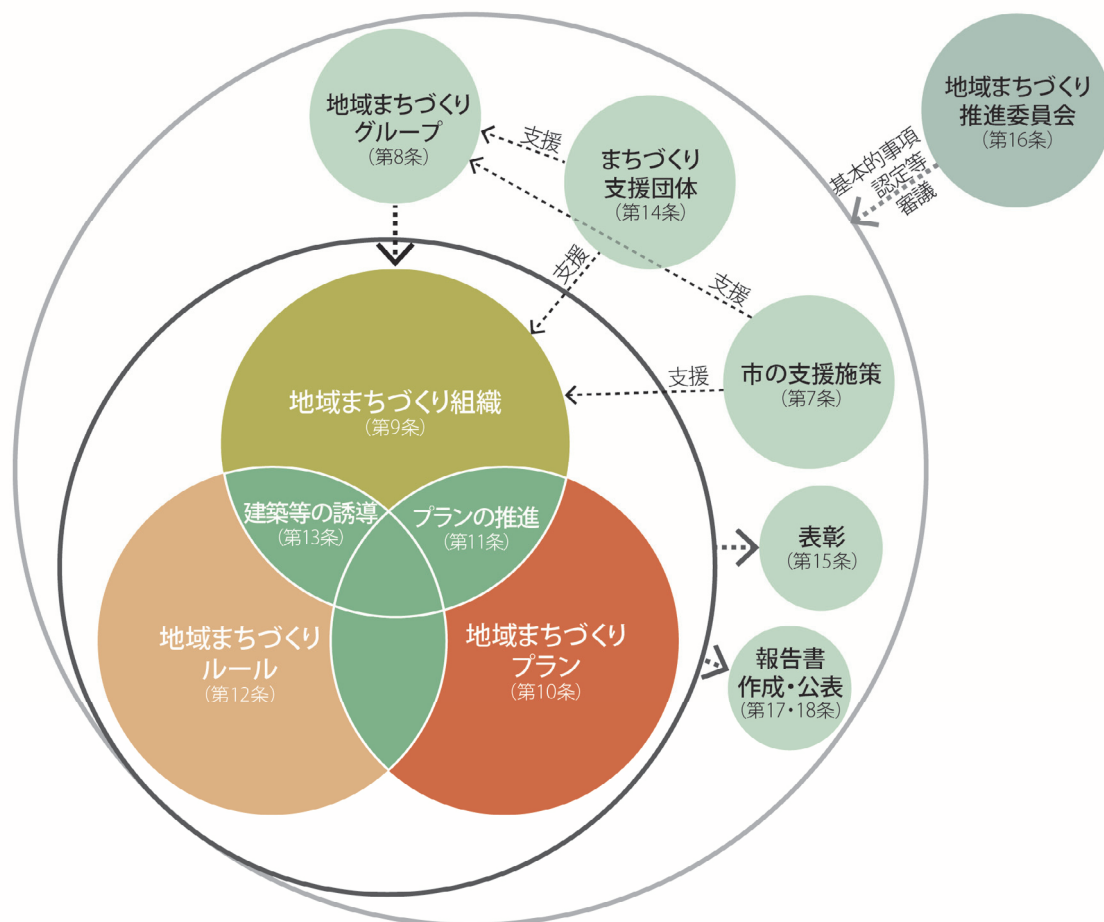 地域まちづくり
グループ
(第8条)
支援
まちづくり
支援団体
(第14条)
地域まちづくり
推進委員会
(第16条)
基本的事項
認定等
審議
支援
支援
支援
市の支援施策
(第7条)
地域まちづくり組織
(第9条)
建築等の誘導
(第13条)
プランの推進
(第11条)
表彰
(第15条)
地域まちづくり
ルール
(第12条)
地域まちづくり
プラン
(第10条)
報告書
作成・公表
(第17・18条)